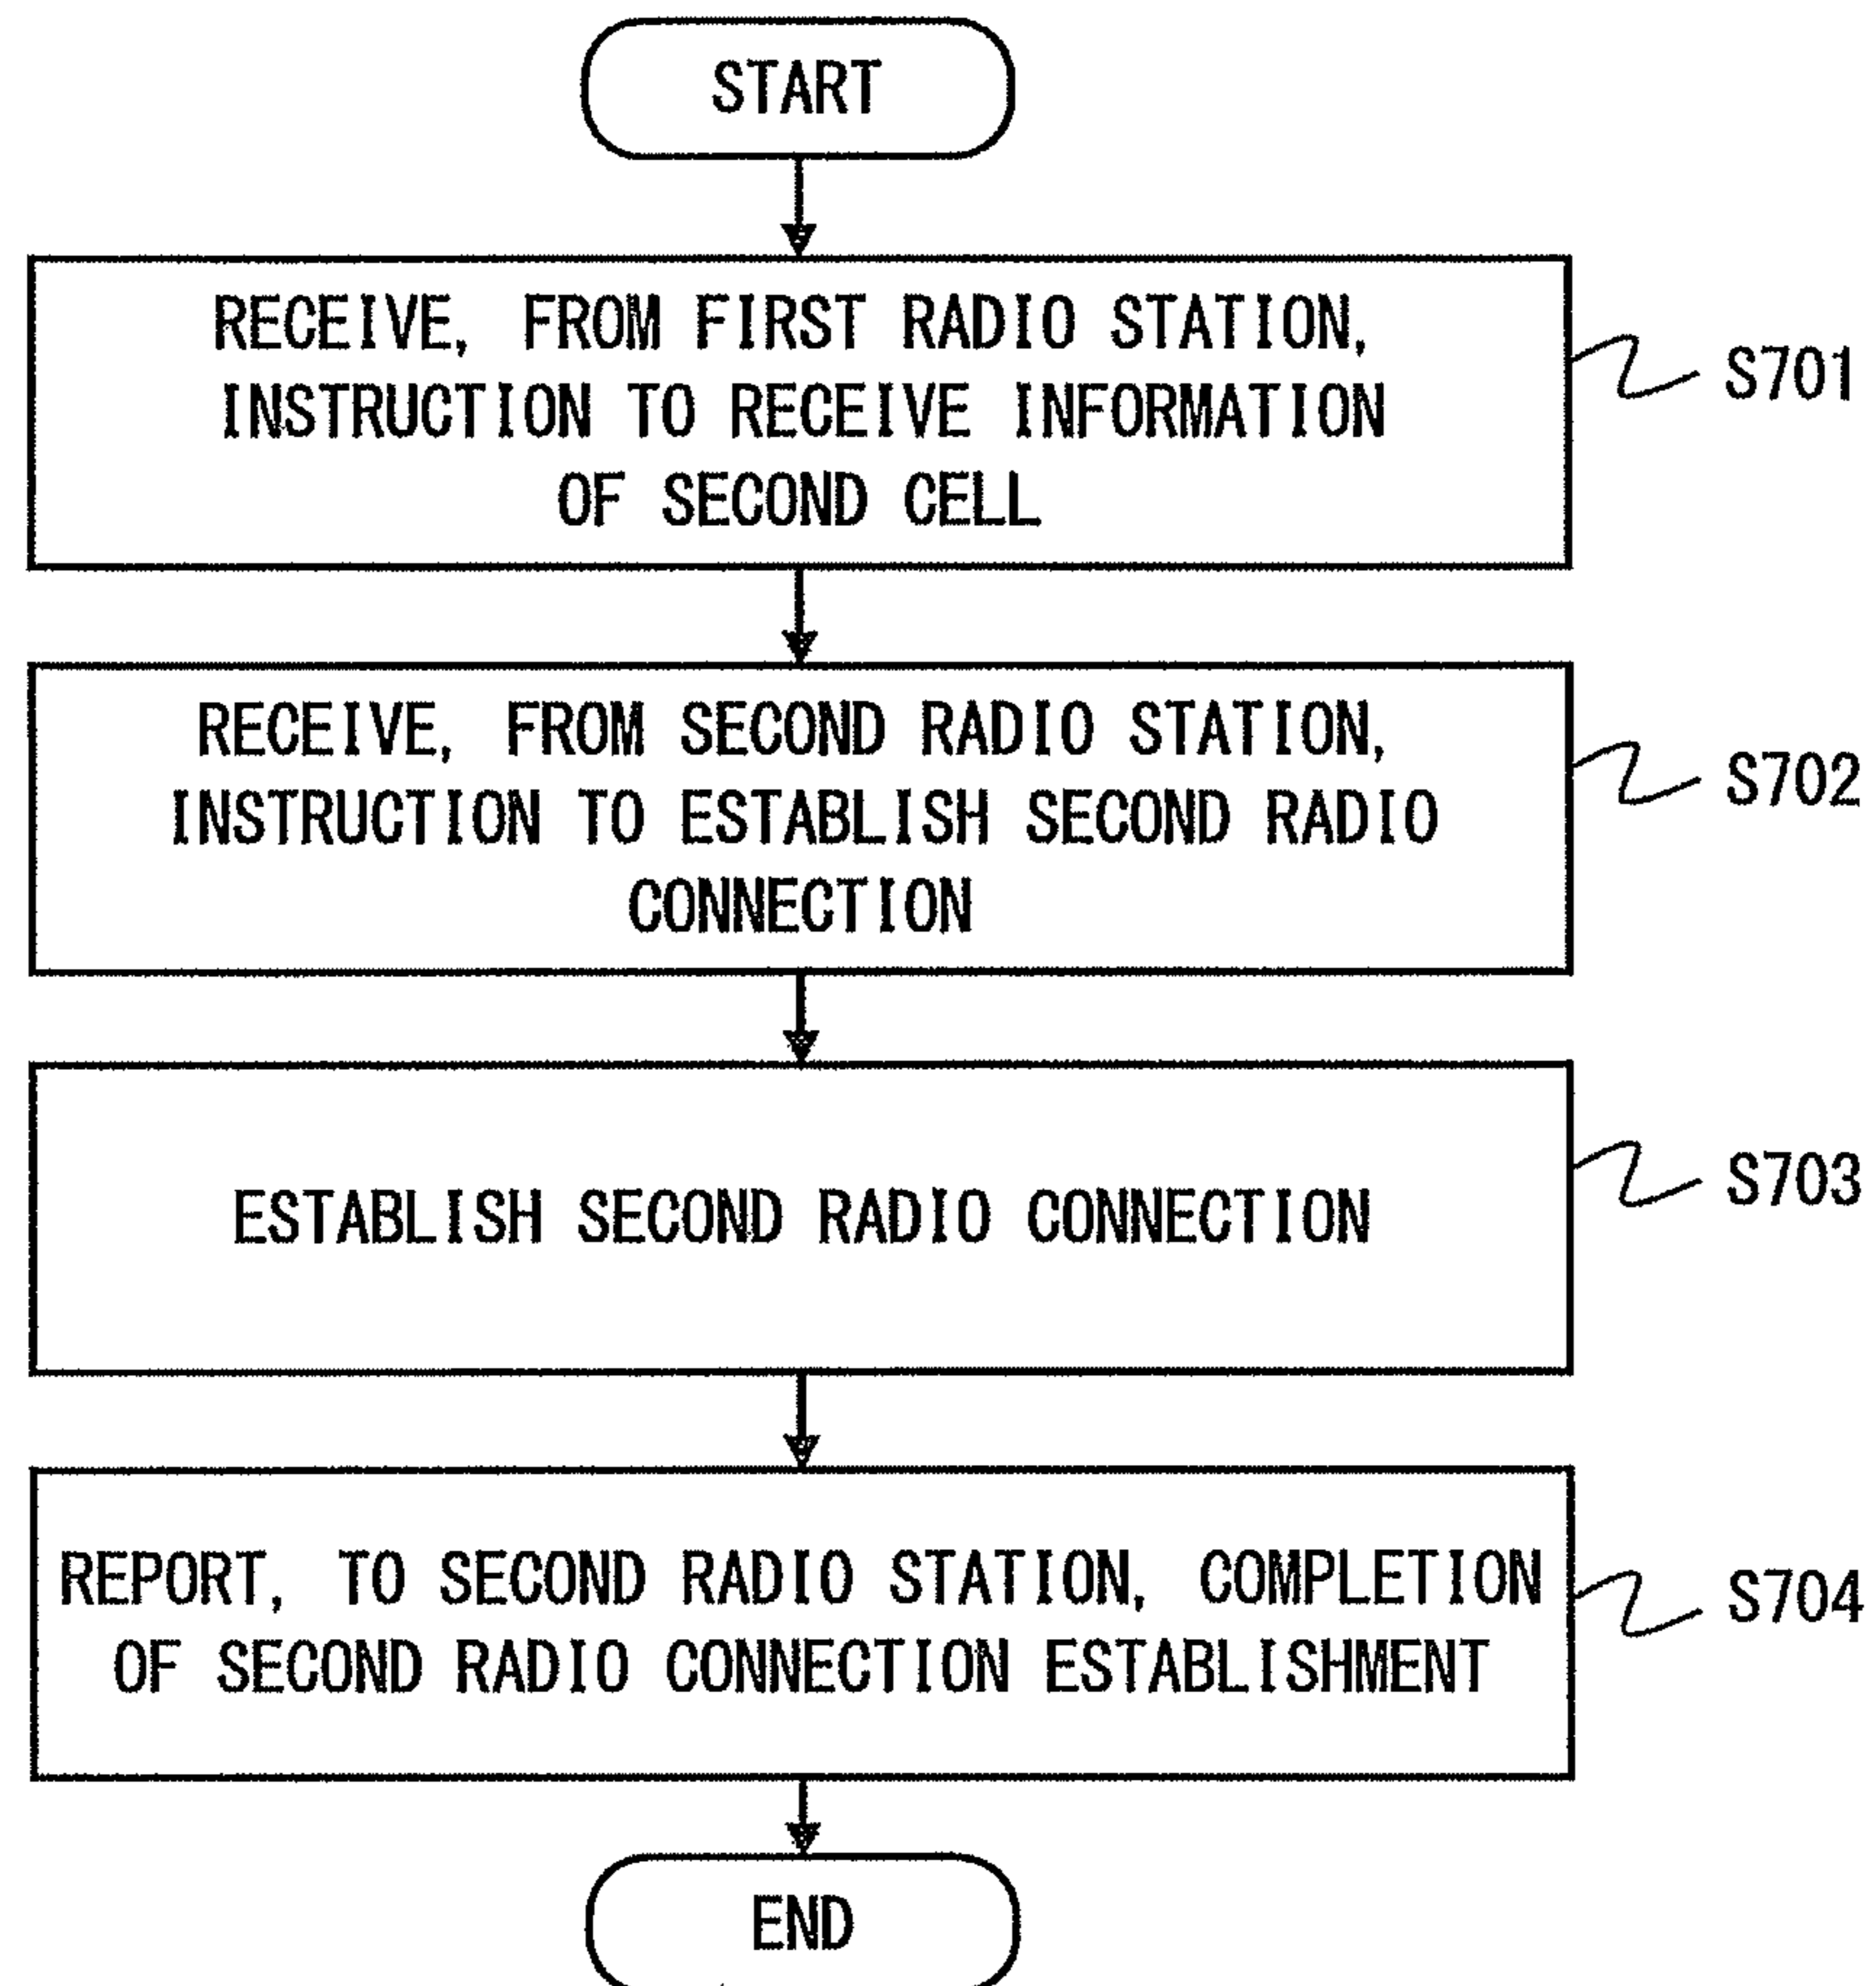 START
RECEIVE, FROM FIRST RADIO STATION,
INSTRUCTION TO RECEIVE INFORMATION
OF SECOND CELL
S701
RECEIVE, FROM SECOND RADIO STATION,
INSTRUCTION TO ESTABLISH SECOND RADIO
CONNECTION
S702
ESTABLISH SECOND RADIO CONNECTION
S703
REPORT, TO SECOND RADIO STATION, COMPLETION
OF SECOND RADIO CONNECTION ESTABLISHMENT
S704
END